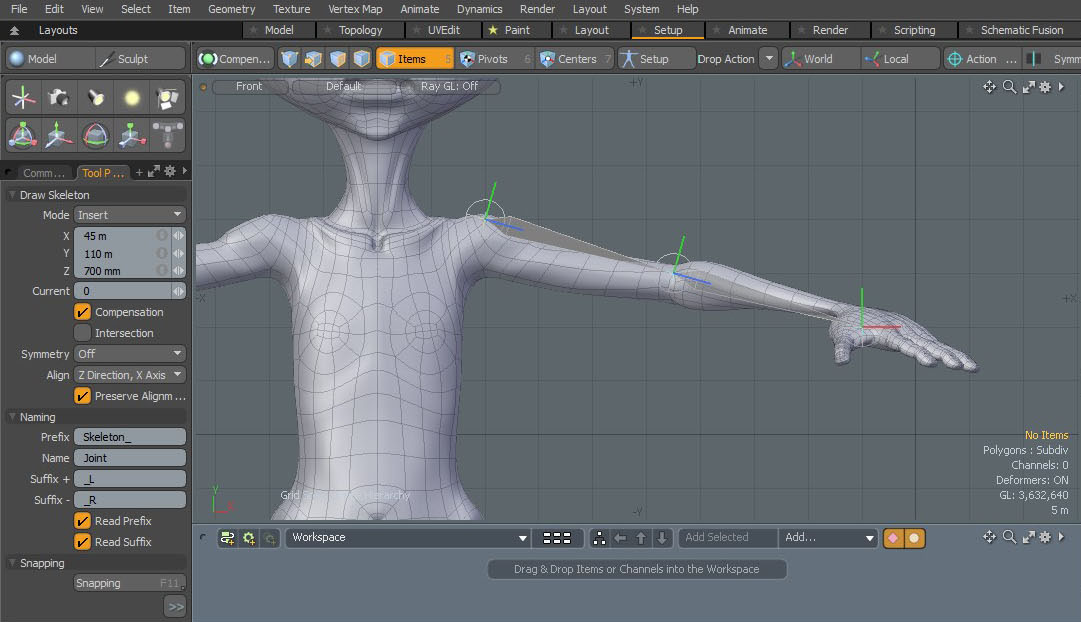 File Edit View Select Item Geometry Texture Vertex Map Animate Dynamics Render Layout System Help
Layouts Model Topology UVEdit Paint Layout Setup Animate Render Scripting Schematic Fusion
Model Sculpt Compen... Items 5 Pivots 6 Centers 7 Setup Drop Action World Local Action ... Symm
Front Default Ray GL: Off +Y
Comm... Tool P ... +
Draw Skeleton
Mode Insert
X 45 m
Y 110 m
Z 700 mm
Current 0
Compensation
Intersection
Symmetry Off
Align Z Direction, X Axis
Preserve Alignm ...
Naming
Prefix Skeleton_
Name Joint
Suffix + _L
Suffix - _R
Read Prefix
Read Suffix
Snapping
Snapping F11
>>
-X
+X
No Items
Polygons : Subdiv
Channels: 0
Deformers: ON
GL: 3,632,640
5 m
Y
Hierarchy
-Y
Workspace Add Selected Add...
Drag & Drop Items or Channels into the Workspace